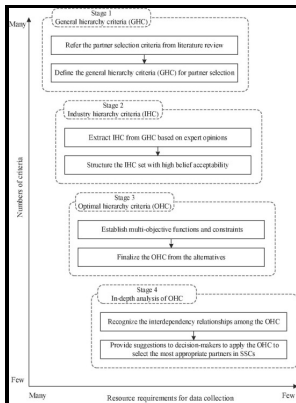 Many
Stage 1
General hierarchy criteria (GHC)
Refer the partner selection criteria from literature review
Define the general hierarchy criteria (GHC) for partner selection
Stage 2
Industry hierarchy criteria (IHC)
Extract IHC from GHC based on expert opinions
Structure the IHC set with high belief acceptability
Numbers of criteria
Stage 3
Optimal hierarchy criteria (OHC)
Establish multi-objective functions and constraints
Finalize the OHC from the alternatives
Stage 4
In-depth analysis of OHC
Recognize the interdependency relationships among the OHC
Provide suggestions to decision-makers to apply the OHC to
select the most appropriate partners in SSCs
Few
Many
Resource requirements for data collection
Few